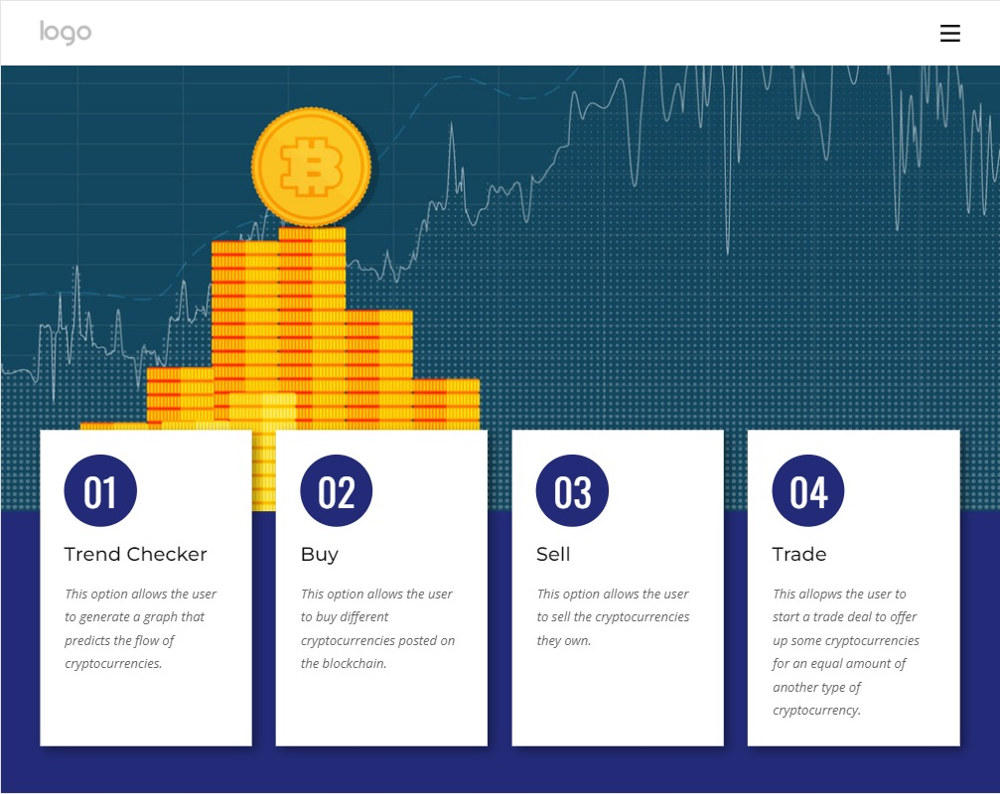 logo
01
Trend Checker
This option allows the user
to generate a graph that
predicts the flow of
cryptocurrencies.
02
Buy
This option allows the user
to buy different
cryptocurrencies posted on
the blockchain.
03
Sell
This option allows the user
to sell the cryptocurrencies
they own.
04
Trade
This allopws the user to
start a trade deal to offer
up some cryptocurrencies
for an equal amount of
another type of
cryptocurrency.